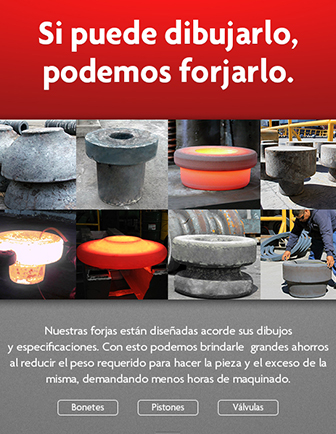 Si puede dibujarlo,
podemos forjarlo.
Nuestras forjas están diseñadas acorde sus dibujos
y especificaciones. Con esto podemos brindarle grandes ahorros
al reducir el peso requerido para hacer la pieza y el exceso de la
misma, demandando menos horas de maquinado.
Bonetes
Pistones
Válvulas